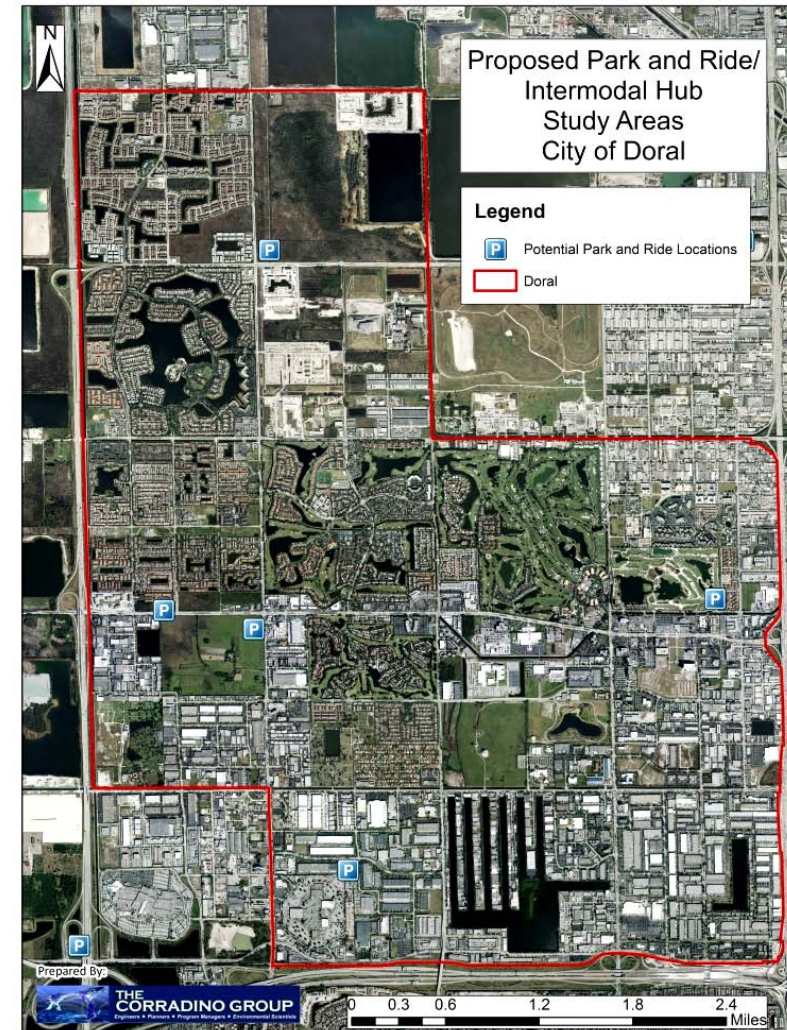 N
Proposed Park and Ride/
Intermodal Hub
Study Areas
City of Doral
Legend
P Potential Park and Ride Locations
Doral
P
P
P
P
P
P
Prepared By:
THE
CORRADINO GROUP
Engineers • Planners • Program Managers • Environmental Scientists
0 0.3 0.6 1.2 1.8 2.4
Miles